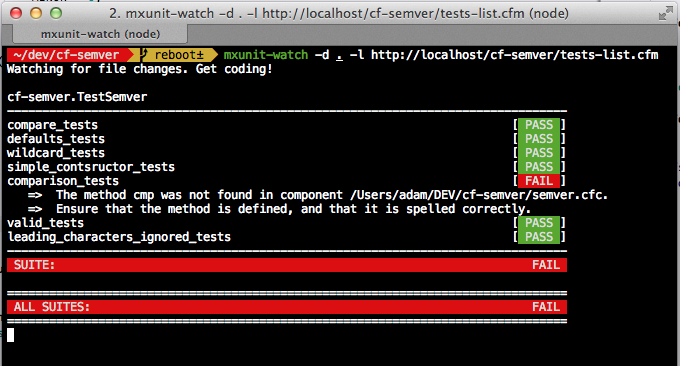 2. mxunit-watch -d . -l http://localhost/cf-semver/tests-list.cfm (node)
mxunit-watch (node)
~/dev/cf-semver reboot± mxunit-watch -d . -l http://localhost/cf-semver/tests-list.cfm
Watching for file changes. Get coding!
cf-semver.TestSemver
compare_tests [ PASS ]
defaults_tests [ PASS ]
wildcard_tests [ PASS ]
simple_contsructor_tests [ PASS ]
comparison_tests [ FAIL ]
=> The method cmp was not found in component /Users/adam/DEV/cf-semver/semver.cfc.
=> Ensure that the method is defined, and that it is spelled correctly.
valid_tests [ PASS ]
leading_characters_ignored_tests [ PASS ]
SUITE: FAIL
ALL SUITES: FAIL